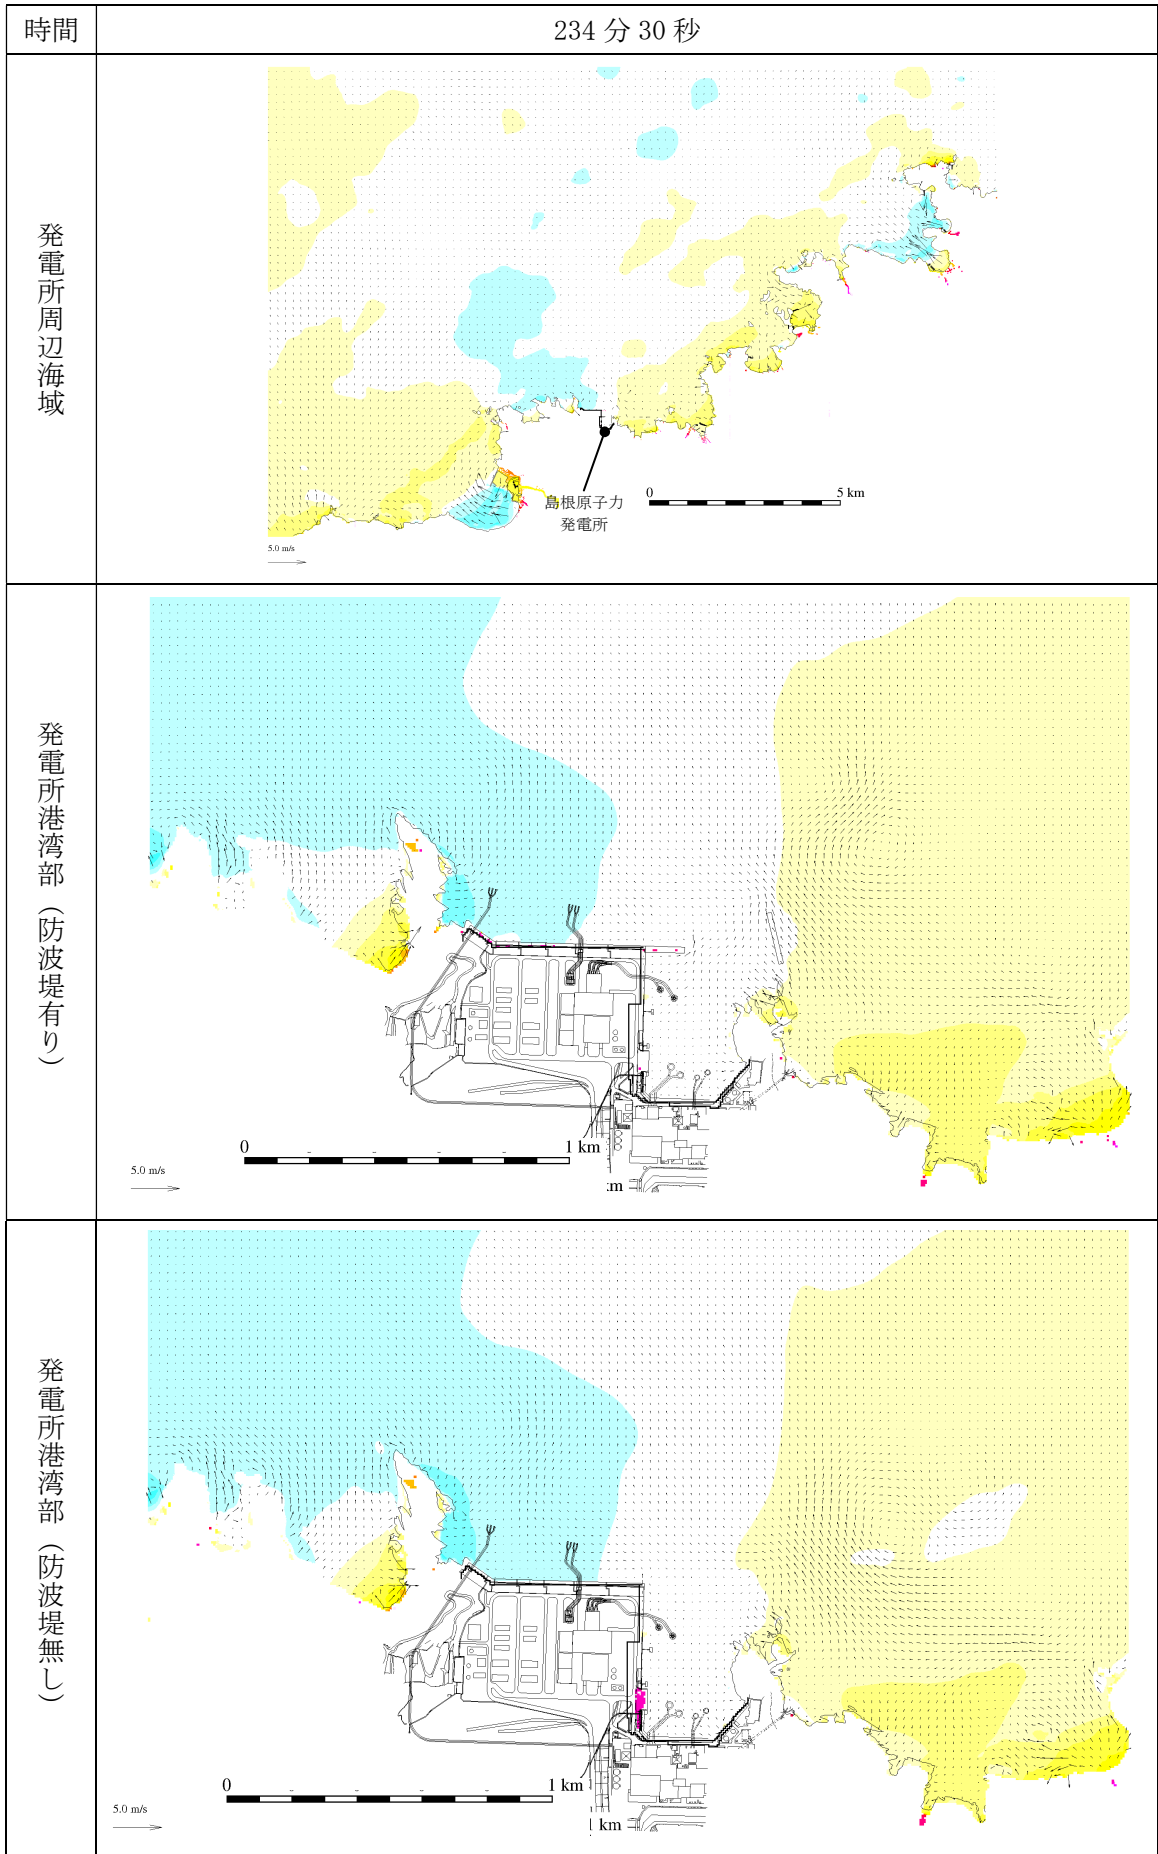 時間
234 分 30 秒
発電所周辺海域
島根原子力
発電所
0
5 km
5.0 m/s
発電所港湾部（防波堤有り）
0
1 km
5.0 m/s
:m
発電所港湾部（防波堤無し）
0
1 km
5.0 m/s
km